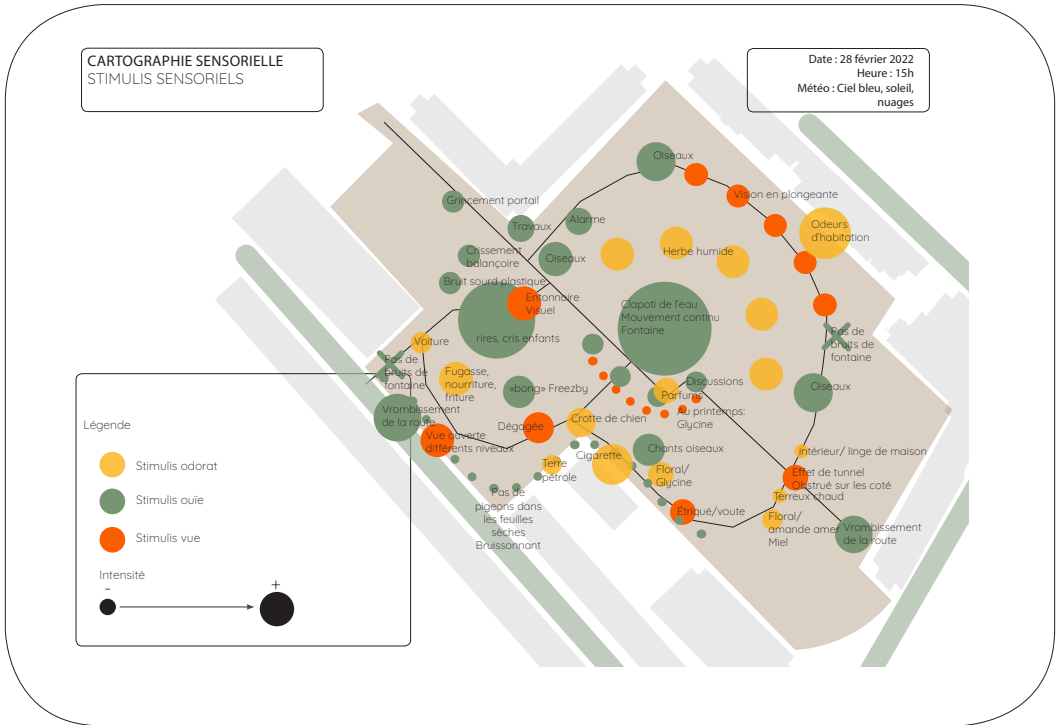 CARTOGRAPHIE SENSORIELLE
STIMULIS SENSORIELS
Date : 28 février 2022
Heure : 15h
Météo : Ciel bleu, soleil,
nuages
Oiseaux
Vision en plongeante
Grincement portail
Travaux
Alarme
Odeurs
d'habitation
Crissement
balançoire
Oiseaux
Herbe humide
Bruit sourd plastique
Entonnoire
Visuel
Clapoti de l'eau
Mouvement continu
Fontaine
rires, cris enfants
Voiture
Pas de
bruits de
fontaine
Pas de
bruits de
fontaine
Fugasse,
nourriture,
friture
«bong» Freezby
Discussions
Parfums
Oiseaux
Au printemps:
Glycine
Vrombissement
de la route
Dégagée
Crotte de chien
Vue ouverte
différents niveaux
Chants oiseaux
Cigarette
Terre
pétrole
Floral/
Glycine
Intérieur/ linge de maison
Effet de tunnel
Obstrué sur les coté
Terreux chaud
Pas de
pigeons dans
les feuilles
sèches
Bruissonnant
Étriqué/voute
Floral/
amande amer
Miel
Vrombissement
de la route
Légende
Stimulis odorat
Stimulis ouïe
Stimulis vue
Intensité
-
+